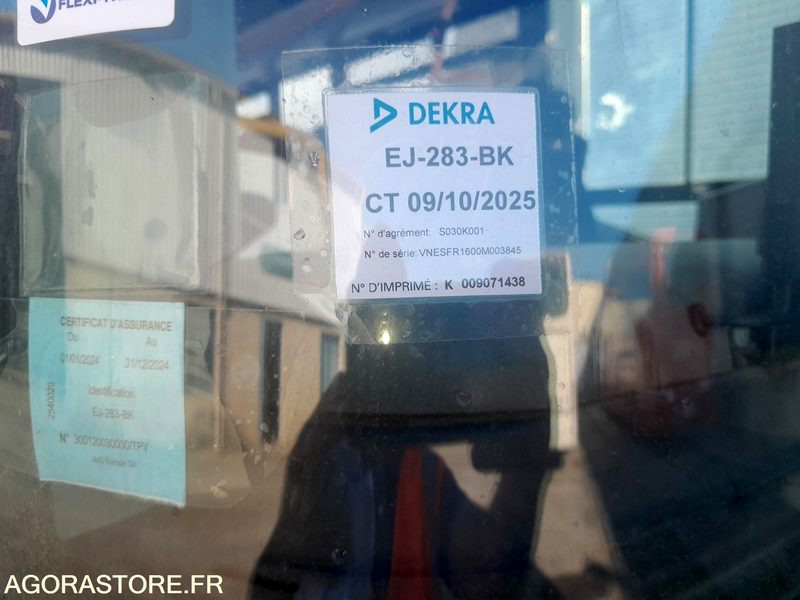 DEKRA
EJ-283-BK
CT 09/10/2025
N° d'agrément: S030K001
N° de série: VNESFR1600M003845
N° D'IMPRIMÉ : K 009071438
CERTIFICAT D'ASSURANCE
Du Au
01/01/2024 31/12/2024
Identification
EJ-283-BK
N° 300120030000/TPV
2540029
AGORASTORE.FR